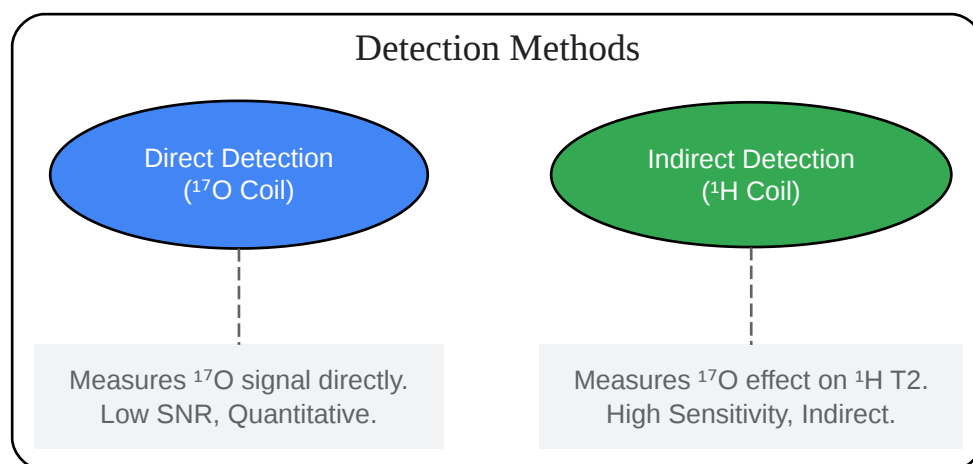 Detection Methods
Direct Detection
(¹⁷O Coil)
Indirect Detection
(¹H Coil)
Measures ¹⁷O signal directly.
Low SNR, Quantitative.
Measures ¹⁷O effect on ¹H T2.
High Sensitivity, Indirect.